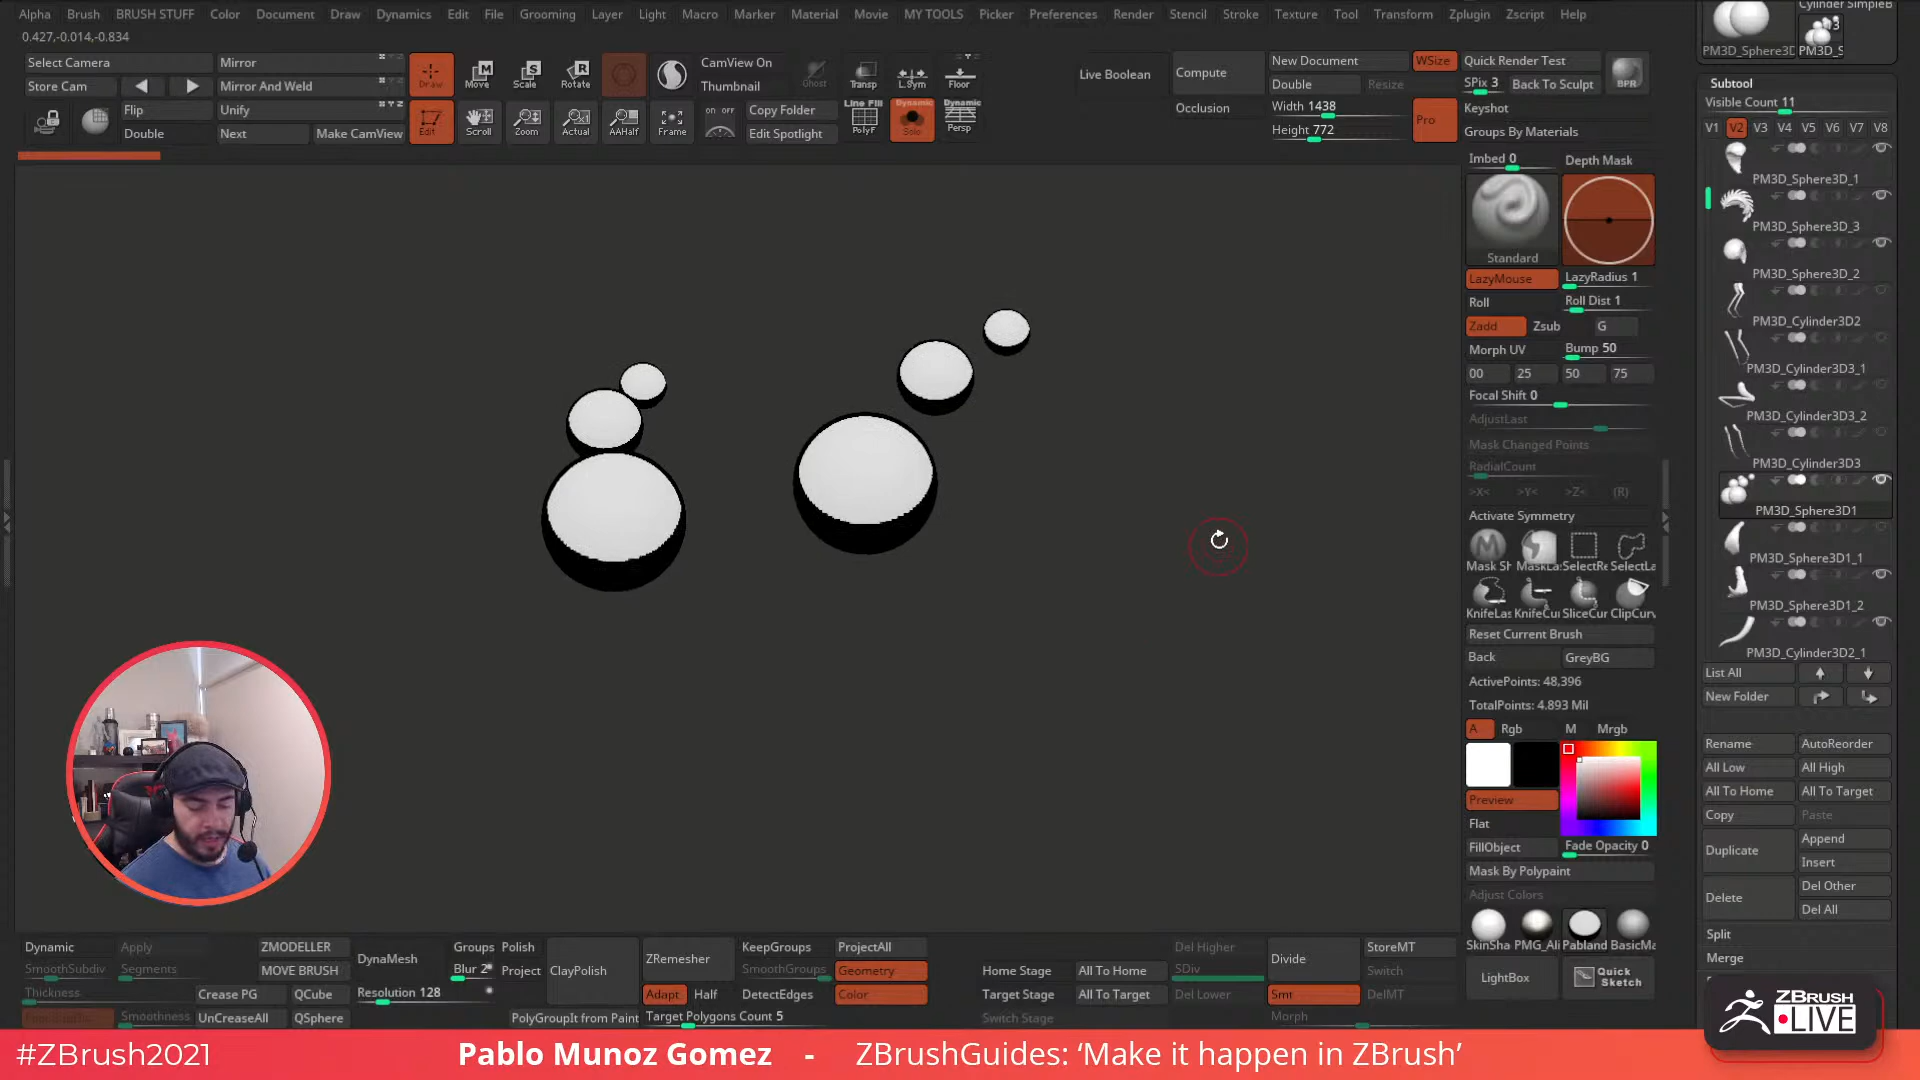 Alpha Brush BRUSH STUFF Color Document Draw Dynamics Edit File Grooming Layer Light Macro Marker Material Movie MY TOOLS Picker Preferences Render Stencil Stroke Texture Tool Transform Zplugin Zscript Help
0.427,-0.014,-0.834
Select Camera
Store Cam
Flip
Double
Mirror
Mirror And Weld
Unify
Next
Make CamView
Draw
Move
Scale
Rotate
Edit
Scroll
Zoom
Actual
AAHalf
Frame
CamView On
Thumbnail
ON OFF
Copy Folder
Edit Spotlight
Ghost
Transp
L.Sym
Floor
Line Fill
PolyF
Dynamic
Solo
Dynamic
Persp
Live Boolean
Compute
Occlusion
New Document
Double
Resize
Width 1438
Height 772
WSize
Pro
Quick Render Test
SPix 3
Back To Sculpt
BPR
Keyshot
Groups By Materials
Imbed 0
Depth Mask
Standard
LazyMouse
LazyRadius 1
Roll
Roll Dist 1
Zadd
Zsub
G
Morph UV
Bump 50
00 25 50 75
Focal Shift 0
AdjustLast
Mask Changed Points
RadialCount
>X< >Y< >Z< (R)
Activate Symmetry
Reset Current Brush
Back
GreyBG
ActivePoints: 48,396
TotalPoints: 4.893 Mil
A Rgb M Mrgb
Preview
Flat
FillObject
Fade Opacity 0
Mask By Polypaint
Adjust Colors
SkinSha PMG_Ali Pabland BasicMa
LightBox
Quick Sketch
Cylinder SimpleB
PM3D_Sphere3D
3
PM3D_S
Subtool
Visible Count 11
V1 V2 V3 V4 V5 V6 V7 V8
PM3D_Sphere3D_1
PM3D_Sphere3D_3
PM3D_Sphere3D_2
PM3D_Cylinder3D2
PM3D_Cylinder3D3_1
PM3D_Cylinder3D3_2
PM3D_Cylinder3D3
PM3D_Sphere3D1
PM3D_Sphere3D1_1
PM3D_Sphere3D1_2
PM3D_Cylinder3D2_1
List All
New Folder
Rename
AutoReorder
All Low
All High
All To Home
All To Target
Copy
Paste
Duplicate
Append
Insert
Delete
Del Other
Del All
Split
Merge
Dynamic
Apply
SmoothSubdiv
Segments
Thickness
Smoothness
ZMODELLER
MOVE BRUSH
Crease PG
QCube
UnCreaseAll
QSphere
DynaMesh
Resolution 128
Groups
Polish
Blur 2
Project
PolyGroupIt from Paint
ClayPolish
ZRemesher
Adapt
Half
Target Polygons Count 5
KeepGroups
SmoothGroups
DetectEdges
ProjectAll
Geometry
Color
Home Stage
All To Home
Target Stage
All To Target
Switch Stage
Del Higher
SDiv
Del Lower
Divide
Smt
Morph
StoreMT
Switch
DelMT
ZBRUSH
LIVE
#ZBrush2021
Pablo Munoz Gomez - ZBrushGuides: ‘Make it happen in ZBrush’